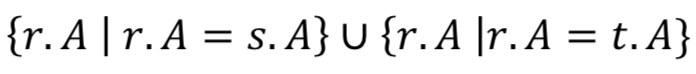 {r. A | r. A = s. A} ∪ {r. A |r. A = t. A}